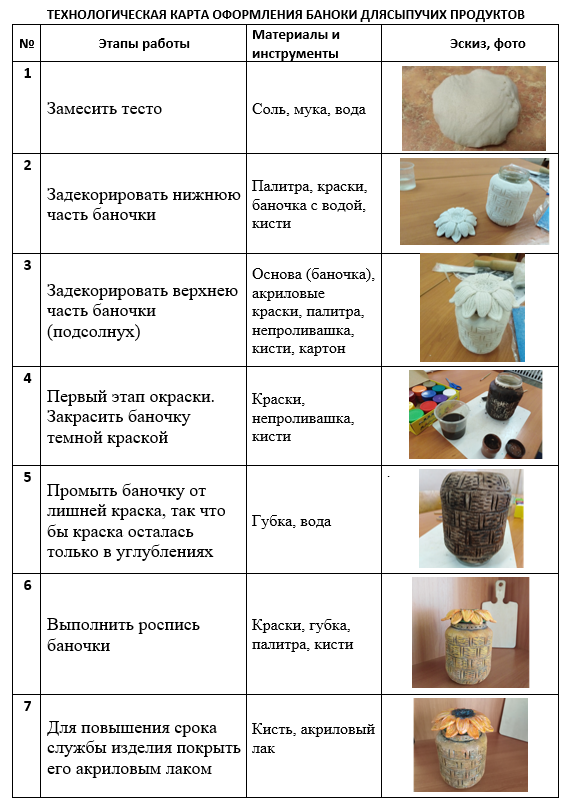 ТЕХНОЛОГИЧЕСКАЯ КАРТА ОФОРМЛЕНИЯ БАНОКИ ДЛЯСЫПУЧИХ ПРОДУКТОВ
№ Этапы работы Материалы и инструменты Эскиз, фото
1
Замесить тесто
Соль, мука, вода
2
Задекорировать нижнюю
часть баночки
Палитра, краски,
баночка с водой,
кисти
3
Задекорировать верхнею
часть баночки
(подсолнух)
Основа (баночка),
акриловые
краски, палитра,
непроливашка,
кисти, картон
4
Первый этап окраски.
Закрасить баночку
темной краской
Краски,
непроливашка,
кисти
5
Промыть баночку от
лишней краска, так что
бы краска осталась
только в углублениях
Губка, вода
6
Выполнить роспись
баночки
Краски, губка,
палитра, кисти
7
Для повышения срока
службы изделия покрыть
его акриловым лаком
Кисть, акриловый
лак